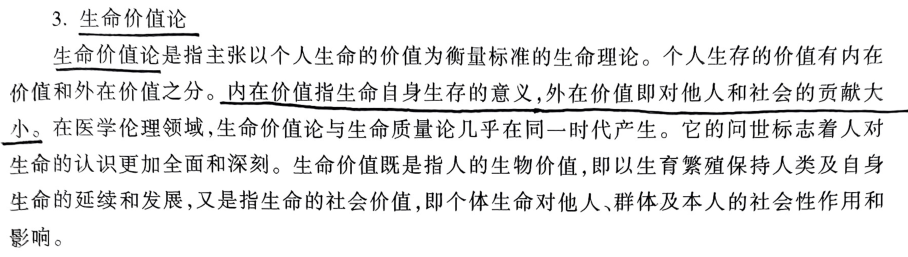 3. 生命价值论
生命价值论是指主张以个人生命的价值为衡量标准的生命理论。个人生存的价值有内在
价值和外在价值之分。内在价值指生命自身生存的意义,外在价值即对他人和社会的贡献大
小。在医学伦理领域,生命价值论与生命质量论几乎在同一时代产生。它的问世标志着人对
生命的认识更加全面和深刻。生命价值既是指人的生物价值,即以生育繁殖保持人类及自身
生命的延续和发展,又是指生命的社会价值,即个体生命对他人、群体及本人的社会性作用和
影响。